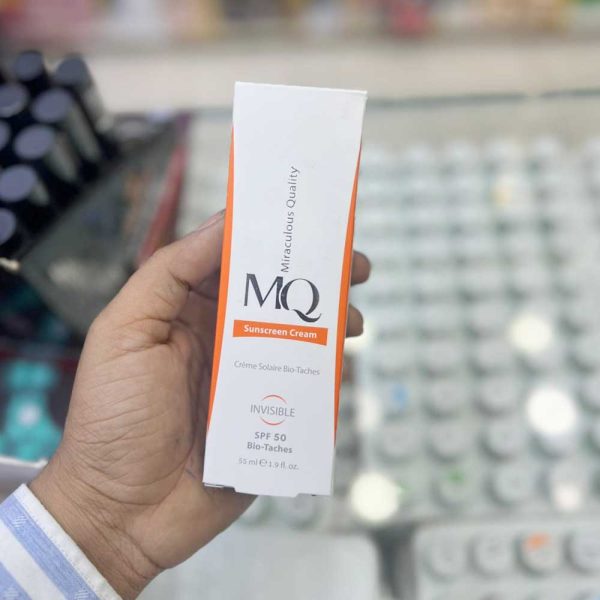 Miraculous Quality
MQ
Sunscreen Cream
Crème Solaire Bio-Taches
INVISIBLE
SPF 50
Bio-Taches
55 ml ℮ 1.9 fl. oz.